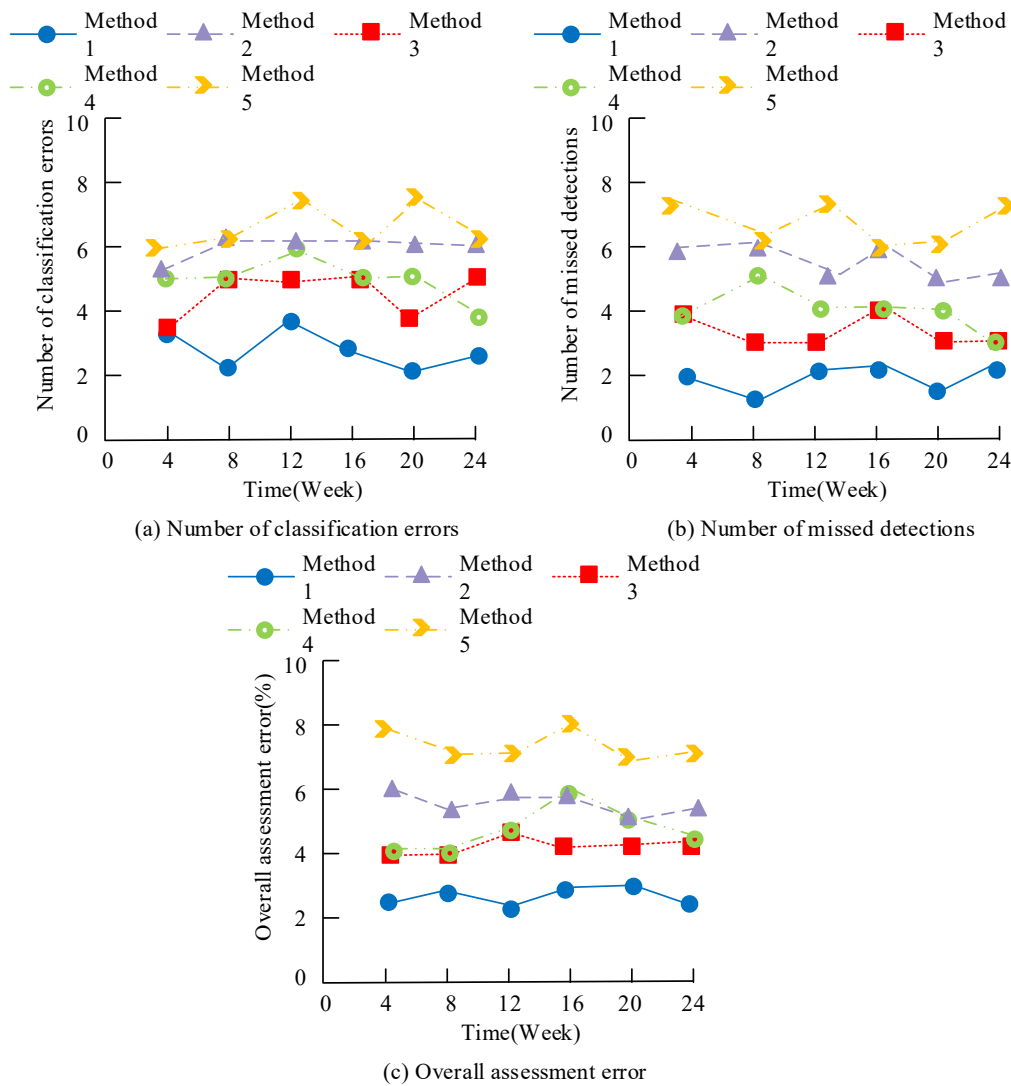 Method 1 Method 2 Method 3
Method 4 Method 5
Number of classification errors
10
8
6
4
2
0
0 4 8 12 16 20 24
Time(Week)
(a) Number of classification errors
Method 1 Method 2 Method 3
Method 4 Method 5
Number of missed detections
10
8
6
4
2
0
0 4 8 12 16 20 24
Time(Week)
(b) Number of missed detections
Method 1 Method 2 Method 3
Method 4 Method 5
Overall assessment error(%)
10
8
6
4
2
0
0 4 8 12 16 20 24
Time(Week)
(c) Overall assessment error